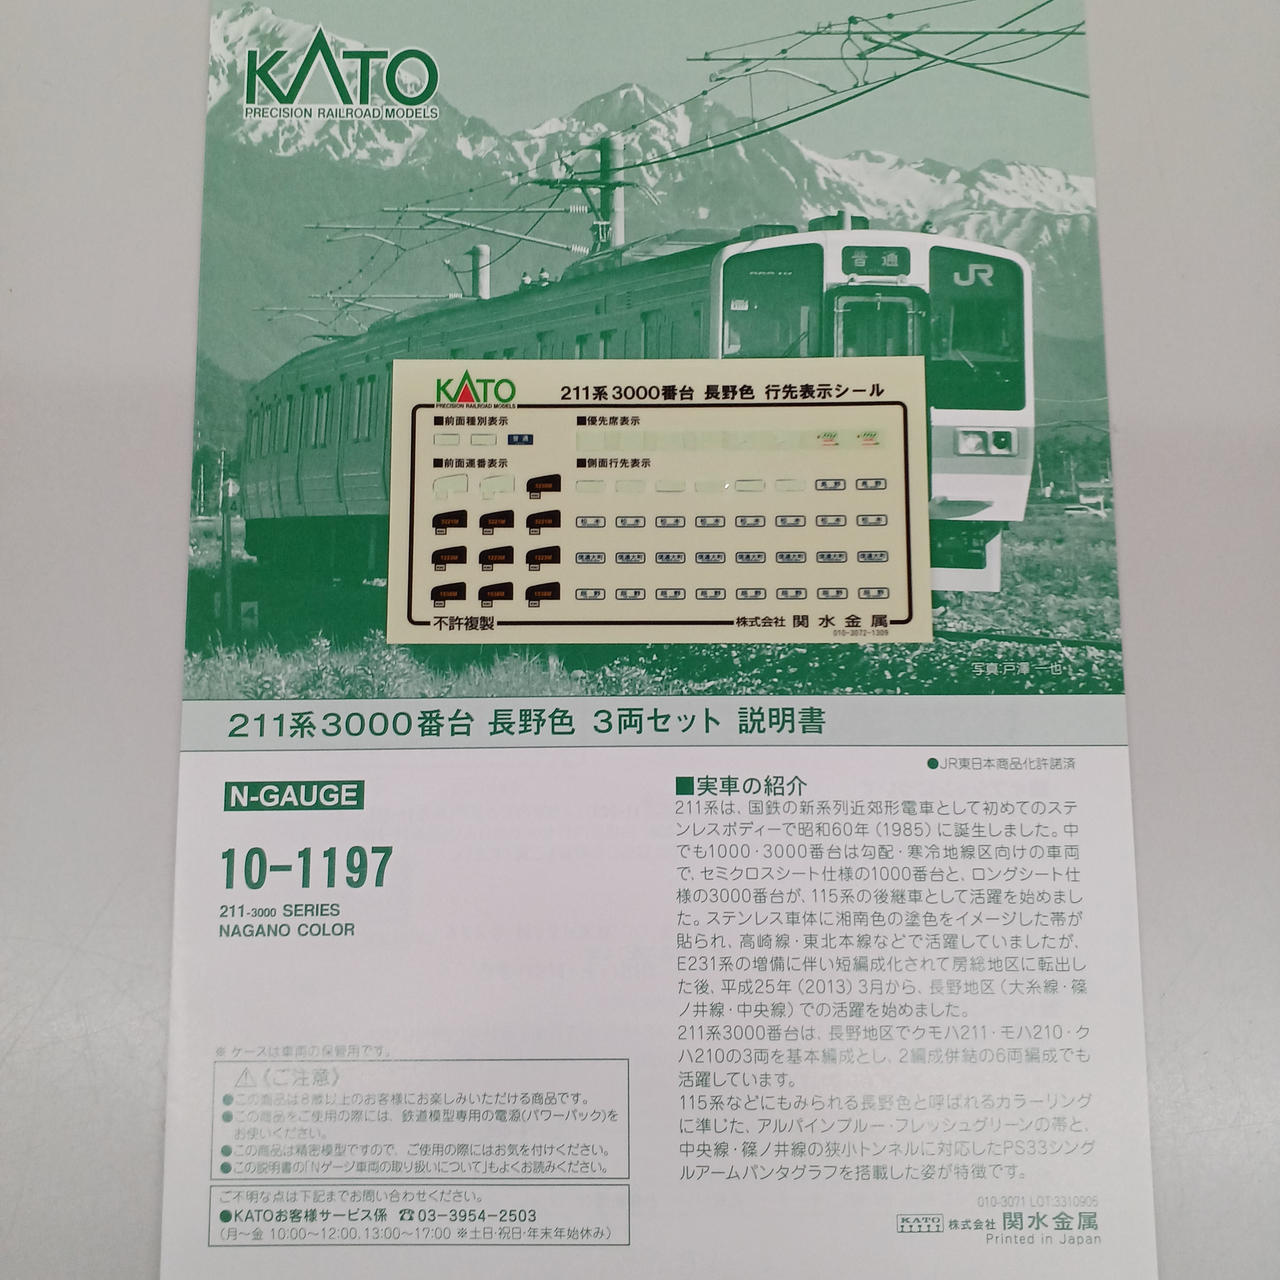 KATO
PRECISION RAILROAD MODELS
普通
JR
KATO
PRECISION RAILROAD MODELS
211系3000番台 長野色 行先表示シール
■前面種別表示
■優先席表示
普通
■前面運番表示
■側面行先表示
長野 長野
3221M 3221M 3221M
松本 松本 松本 松本 松本 松本 松本 松本
1223M 1223M 1223M
信濃大町 信濃大町 信濃大町 信濃大町 信濃大町 信濃大町 信濃大町 信濃大町
1538M 1538M 1538M
不許複製
株式会社 関水金属
010-3072-1309
写真:戸澤 一也
211系3000番台 長野色 3両セット 説明書
●JR東日本商品化許諾済
N-GAUGE
10-1197
211-3000 SERIES
NAGANO COLOR
※ ケースは車両の保管用です。
⚠《ご注意》
●この商品は8歳以上のお客様にお楽しみいただける商品です。
●この商品をご使用の際には、鉄道模型専用の電源(パワーパック)を
お使いください。
●この商品は精密模型ですので、ご使用の際にはお気を付けください。
●この説明書の「Nゲージ車両の取り扱いについて」もよくお読みください。
ご不明な点は下記までお問い合わせください。
●KATOお客様サービス係 ☎03-3954-2503
(月〜金 10:00〜12:00,13:00〜17:00 ※土日・祝日・年末年始休み)
■実車の紹介
211系は、国鉄の新系列近郊形電車として初めてのステ
ンレスボディーで昭和60年(1985)に誕生しました。中
でも1000・3000番台は勾配・寒冷地線区向けの車両
で、セミクロスシート仕様の1000番台と、ロングシート仕
様の3000番台が、115系の後継車として活躍を始めまし
た。ステンレス車体に湘南色の塗色をイメージした帯が
貼られ、高崎線・東北本線などで活躍していましたが、
E231系の増備に伴い短編成化されて房総地区に転出し
た後、平成25年(2013)3月から、長野地区(大糸線・篠
ノ井線・中央線)での活躍を始めました。
211系3000番台は、長野地区でクモハ211・モハ210・ク
ハ210の3両を基本編成とし、2編成併結の6両編成でも
活躍しています。
115系などにもみられる長野色と呼ばれるカラーリング
に準じた、アルパインブルー・フレッシュグリーンの帯と、
中央線・篠ノ井線の狭小トンネルに対応したPS33シング
ルアームパンタグラフを搭載した姿が特徴です。
010-3071 LOT:3310906
KATO 株式会社 関水金属
Printed in Japan